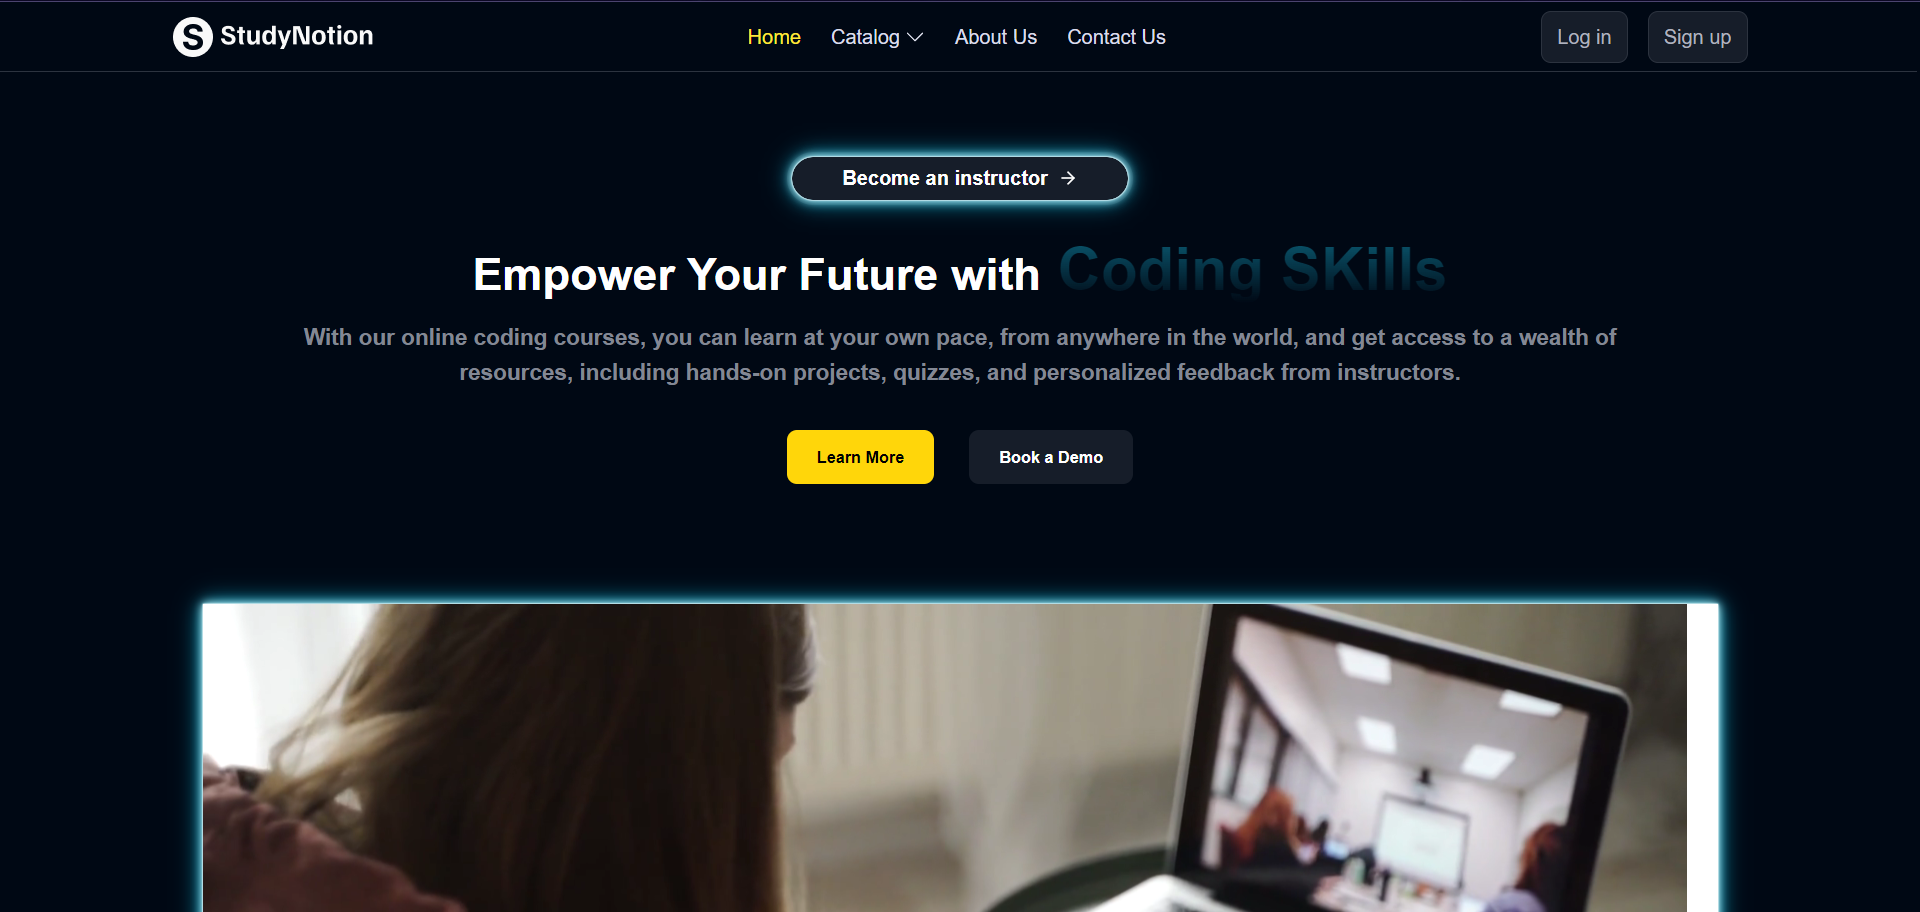 S StudyNotion
Home Catalog About Us Contact Us
Log in Sign up
Become an instructor →
Empower Your Future with Coding SKills
With our online coding courses, you can learn at your own pace, from anywhere in the world, and get access to a wealth of
resources, including hands-on projects, quizzes, and personalized feedback from instructors.
Learn More Book a Demo